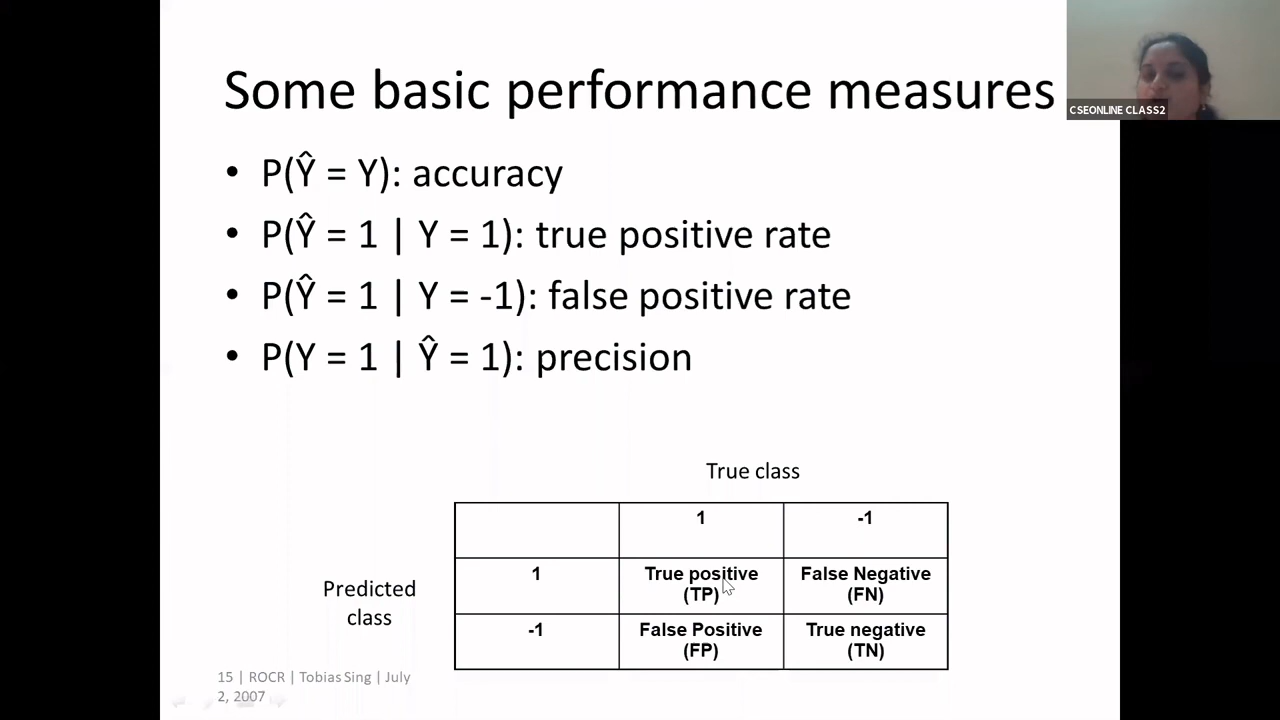 Some basic performance measures
CSEONLINE CLASS2
• P(Ŷ = Y): accuracy
• P(Ŷ = 1 | Y = 1): true positive rate
• P(Ŷ = 1 | Y = -1): false positive rate
• P(Y = 1 | Ŷ = 1): precision
True class
1 -1
Predicted
class
1 True positive (TP) False Negative (FN)
-1 False Positive (FP) True negative (TN)
15 | ROCR | Tobias Sing | July
2, 2007